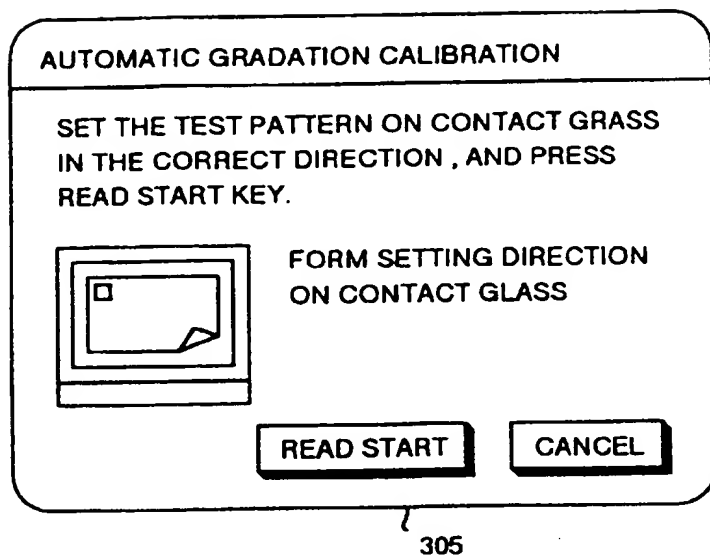 AUTOMATIC GRADATION CALIBRATION
SET THE TEST PATTERN ON CONTACT GRASS
IN THE CORRECT DIRECTION , AND PRESS
READ START KEY.
FORM SETTING DIRECTION
ON CONTACT GLASS
READ START CANCEL
305